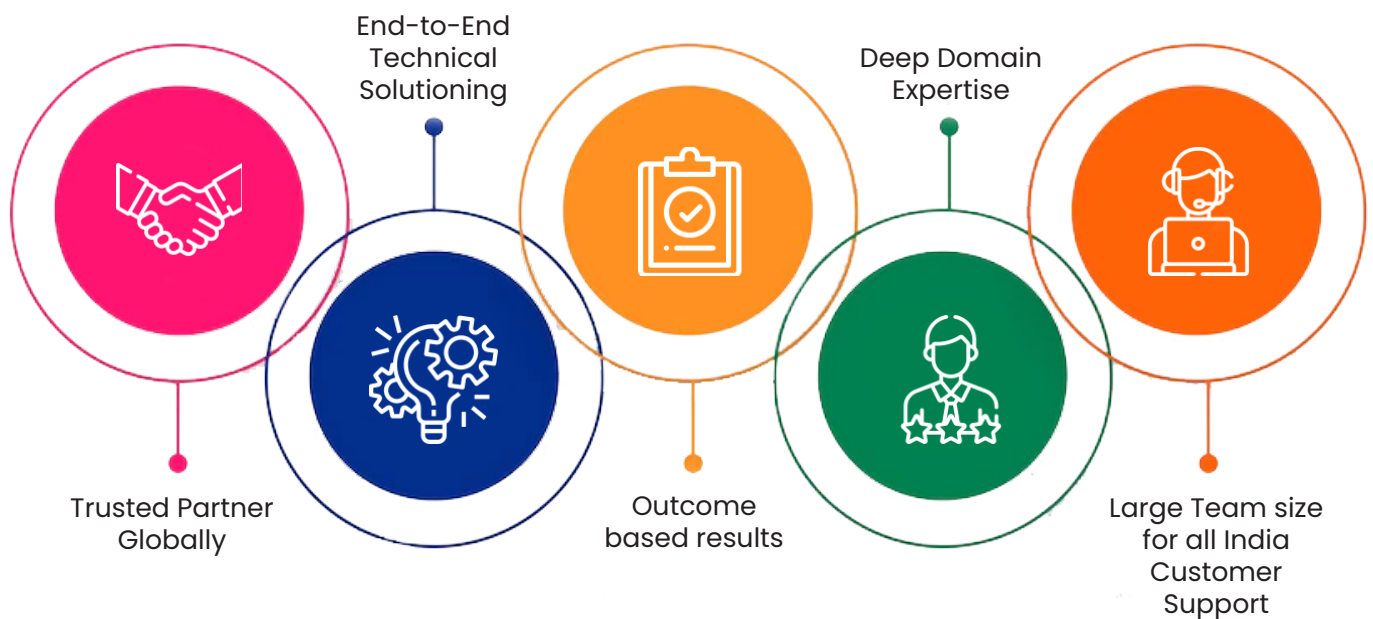 Trusted Partner
Globally
End-to-End
Technical
Solutioning
Outcome
based results
Deep Domain
Expertise
Large Team size
for all India
Customer
Support